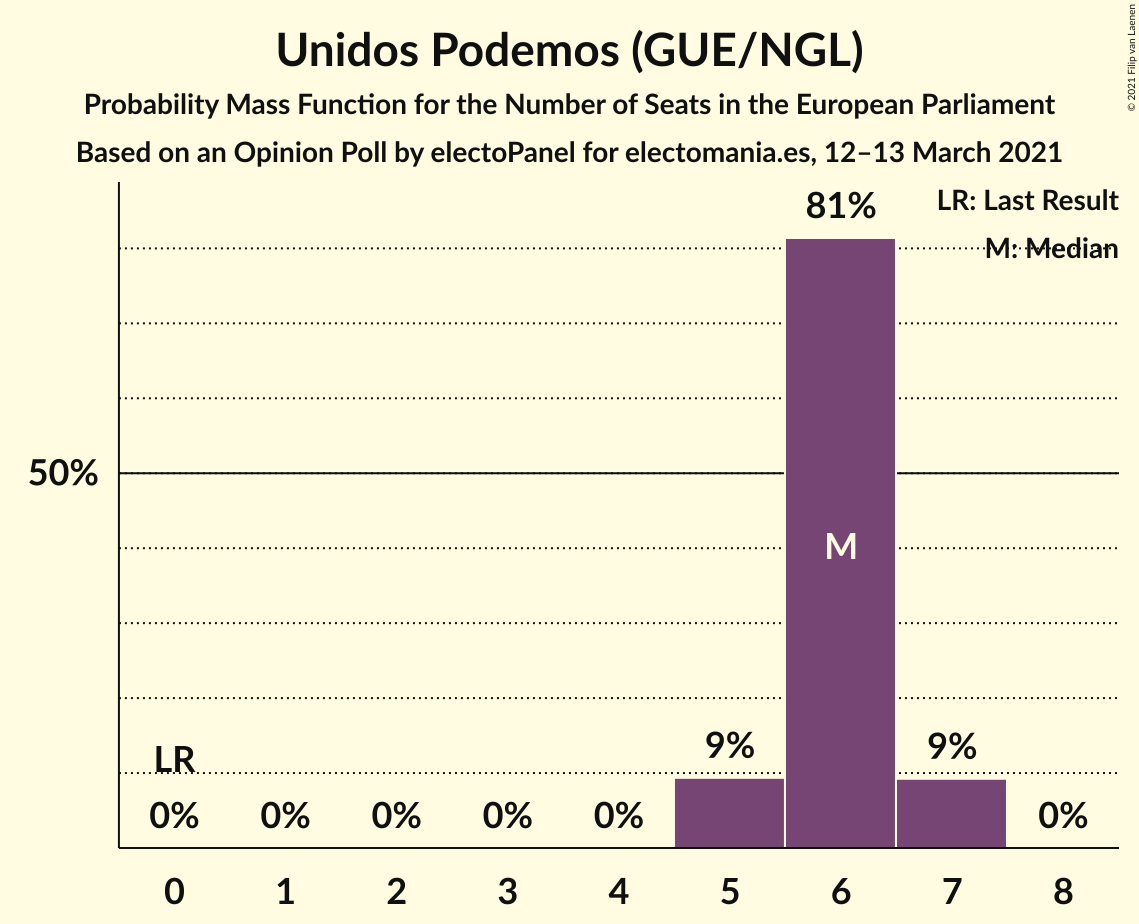 Unidos Podemos (GUE/NGL)
Probability Mass Function for the Number of Seats in the European Parliament
Based on an Opinion Poll by electoPanel for electomania.es, 12–13 March 2021
© 2021 Filip van Laenen
LR: Last Result
M: Median
81%
50%
M
LR
9%
9%
0%
0%
0%
0%
0%
0%
0 1 2 3 4 5 6 7 8